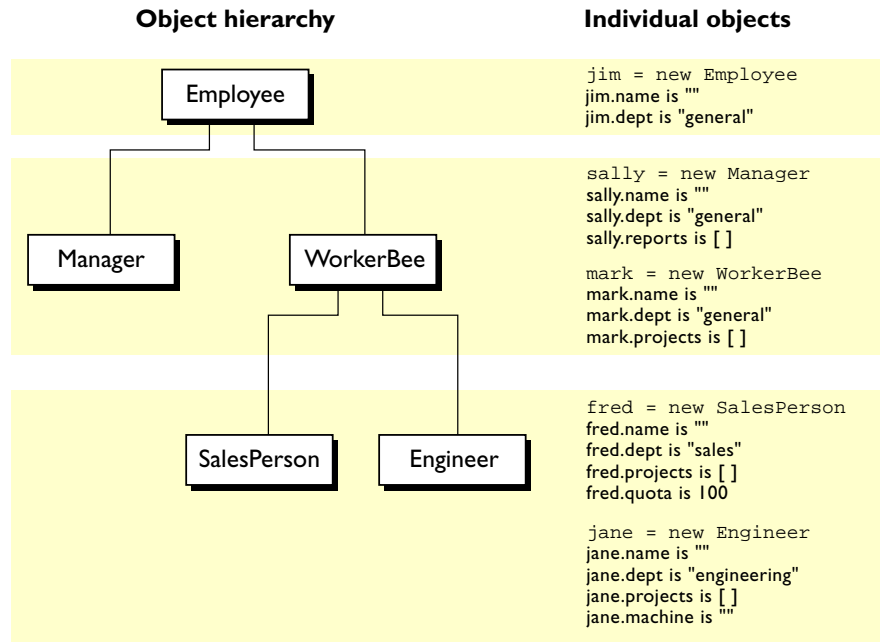 Object hierarchy
Individual objects
Employee
jim = new Employee
jim.name is ""
jim.dept is "general"
Manager
WorkerBee
sally = new Manager
sally.name is ""
sally.dept is "general"
sally.reports is [ ]
mark = new WorkerBee
mark.name is ""
mark.dept is "general"
mark.projects is [ ]
SalesPerson
Engineer
fred = new SalesPerson
fred.name is ""
fred.dept is "sales"
fred.projects is [ ]
fred.quota is 100
jane = new Engineer
jane.name is ""
jane.dept is "engineering"
jane.projects is [ ]
jane.machine is ""